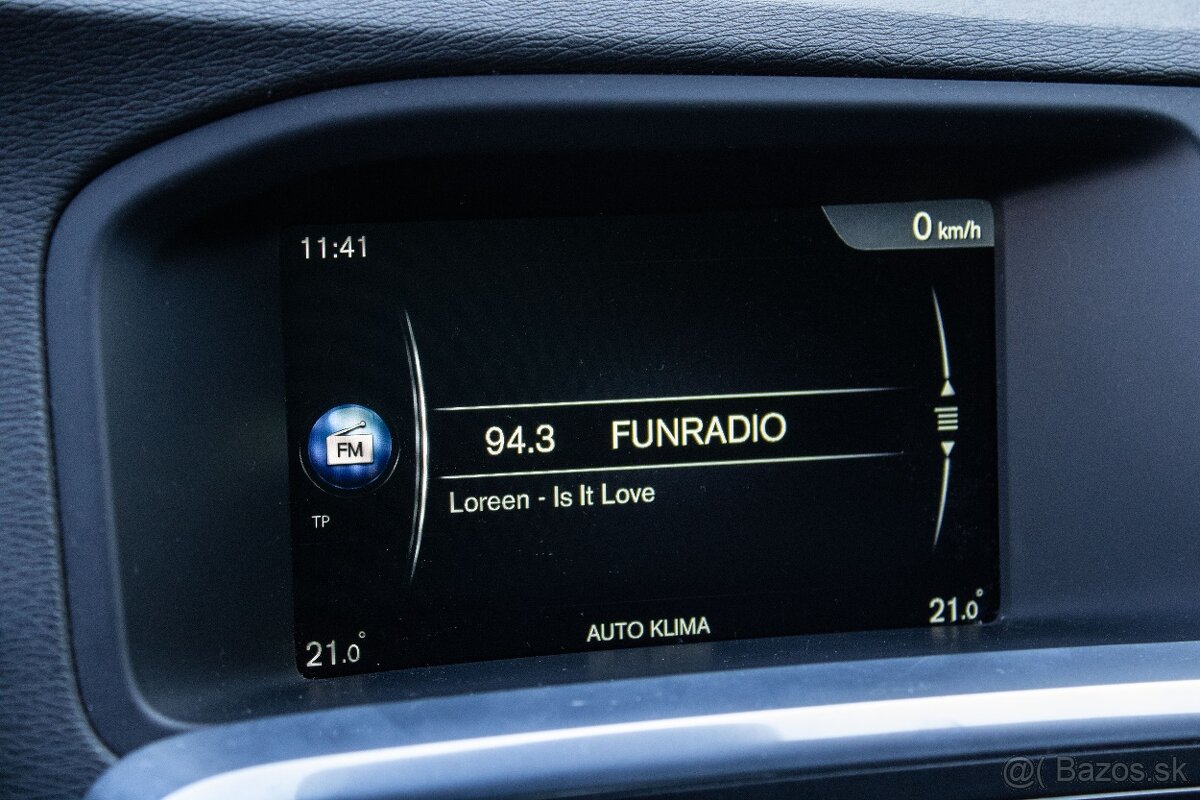 11:41
0 km/h
94.3 FUNRADIO
FM
Loreen - Is It Love
TP
21.0°
AUTO KLIMA
21.0°
@( Bazos.sk